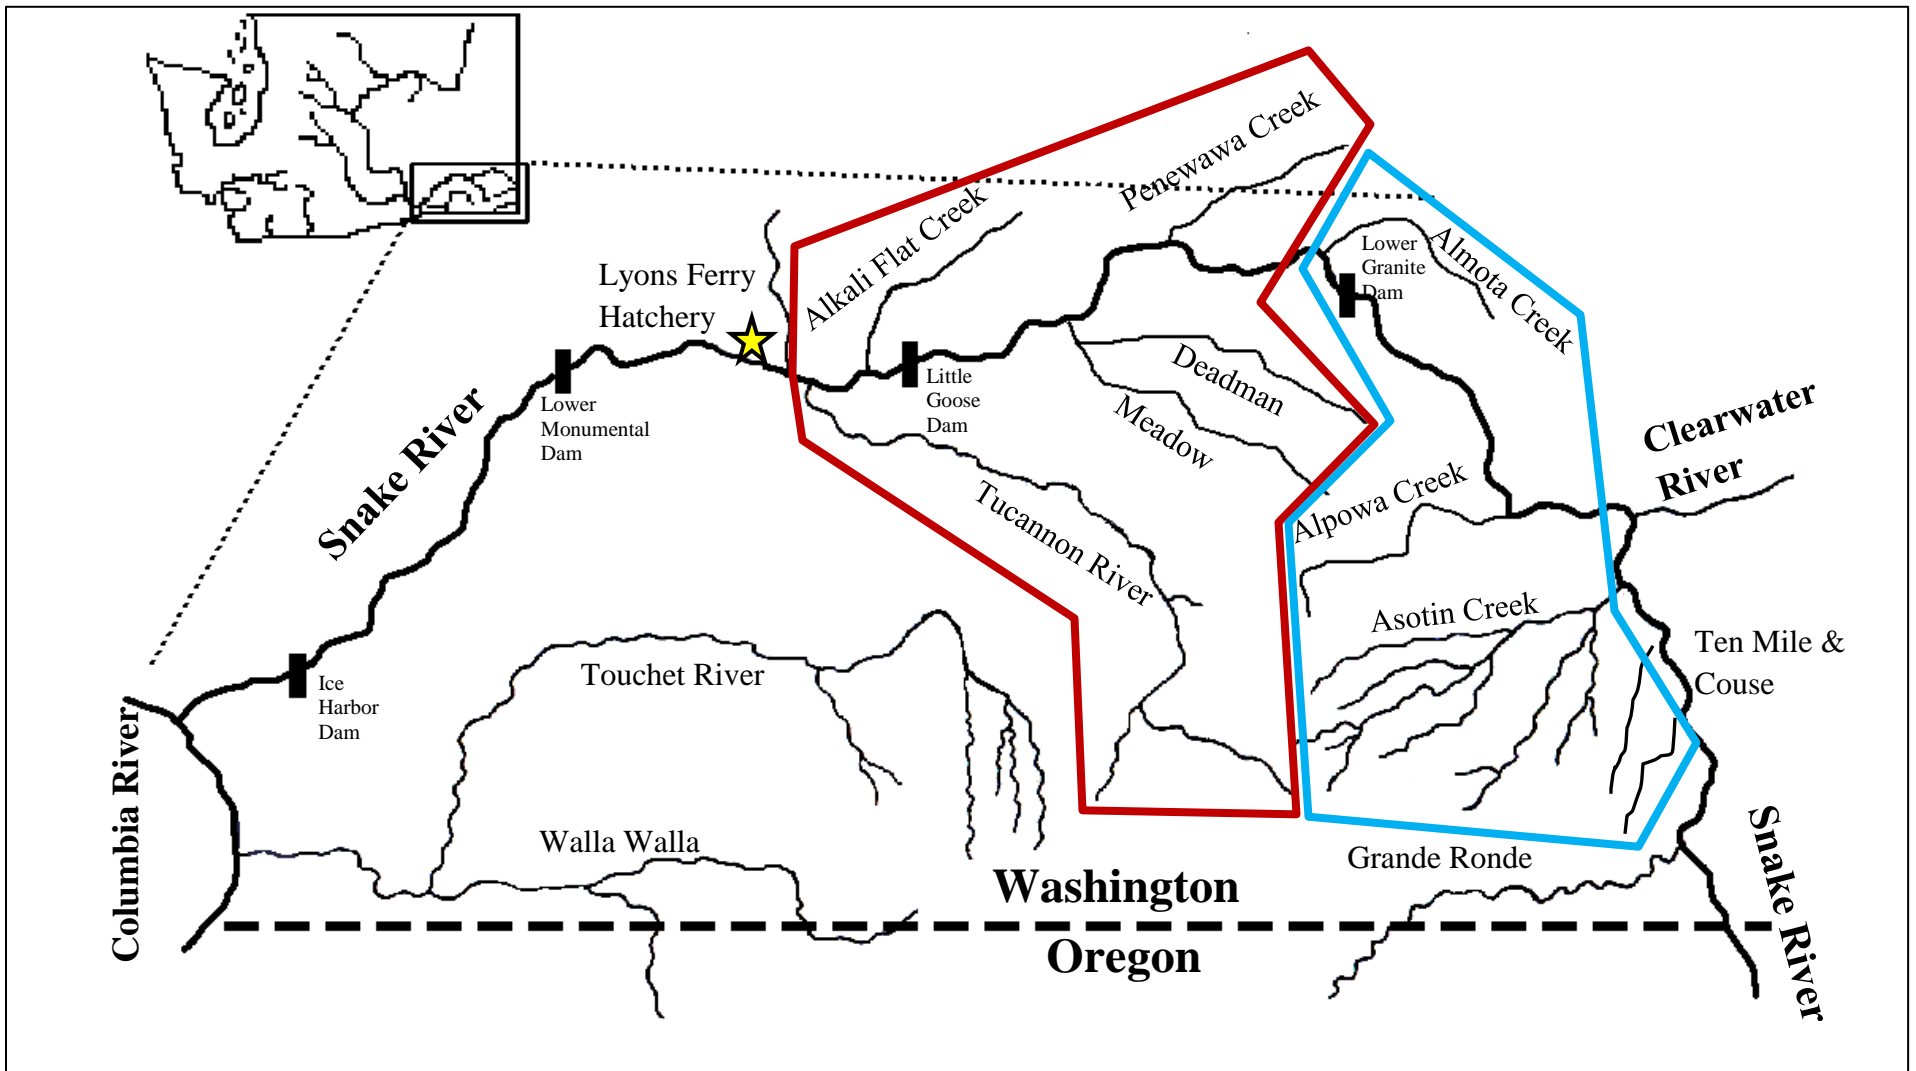 Penewawa Creek
Alkali Flat Creek
Almota Creek
Lower
Granite
Dam
Lyons Ferry
Hatchery
Little
Goose
Dam
Deadman
Meadow
Lower
Monumental
Dam
Snake River
Clearwater
River
Alpowa Creek
Tucannon River
Asotin Creek
Ten Mile &
Couse
Touchet River
Ice
Harbor
Dam
Columbia River
Walla Walla
Grande Ronde
Washington
Oregon
Snake River